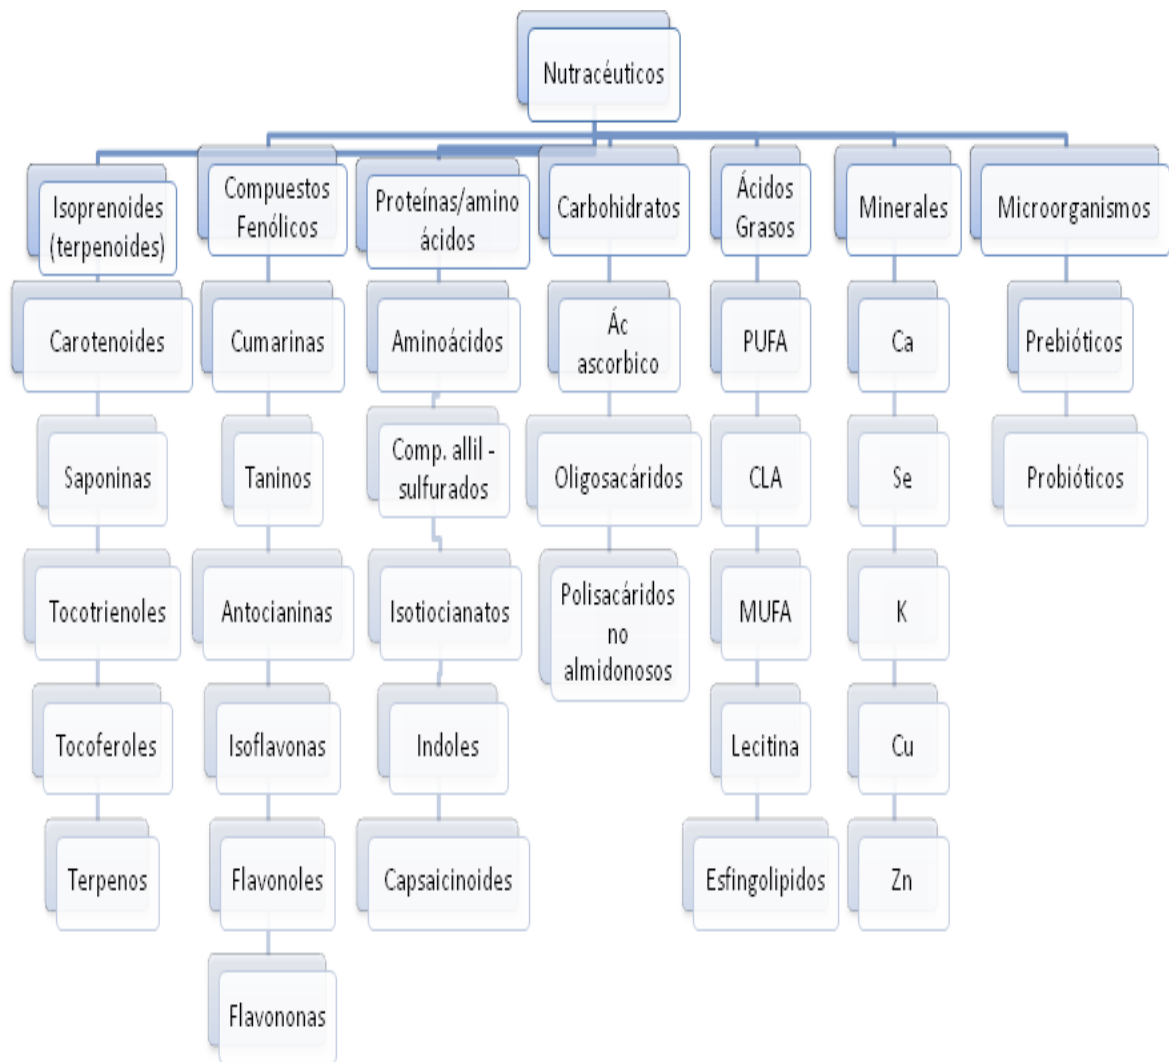 Nutracéuticos
Isoprenoides
(terpenoides)
Compuestos
Fenólicos
Proteínas/amino
ácidos
Carbohidratos
Ácidos
Grasos
Minerales
Microorganismos
Carotenoides
Cumarinas
Aminoácidos
Ác
ascorbico
PUFA
Ca
Prebióticos
Saponinas
Taninos
Comp. allil -
sulfurados
Oligosacáridos
CLA
Se
Probióticos
Tocotrienoles
Antocianinas
Isotiocianatos
Polisacáridos
no
almidonosos
MUFA
K
Tocoferoles
Isoflavonas
Indoles
Lecitina
Cu
Terpenos
Flavonoles
Capsaicinoides
Esfingolipidos
Zn
Flavononas